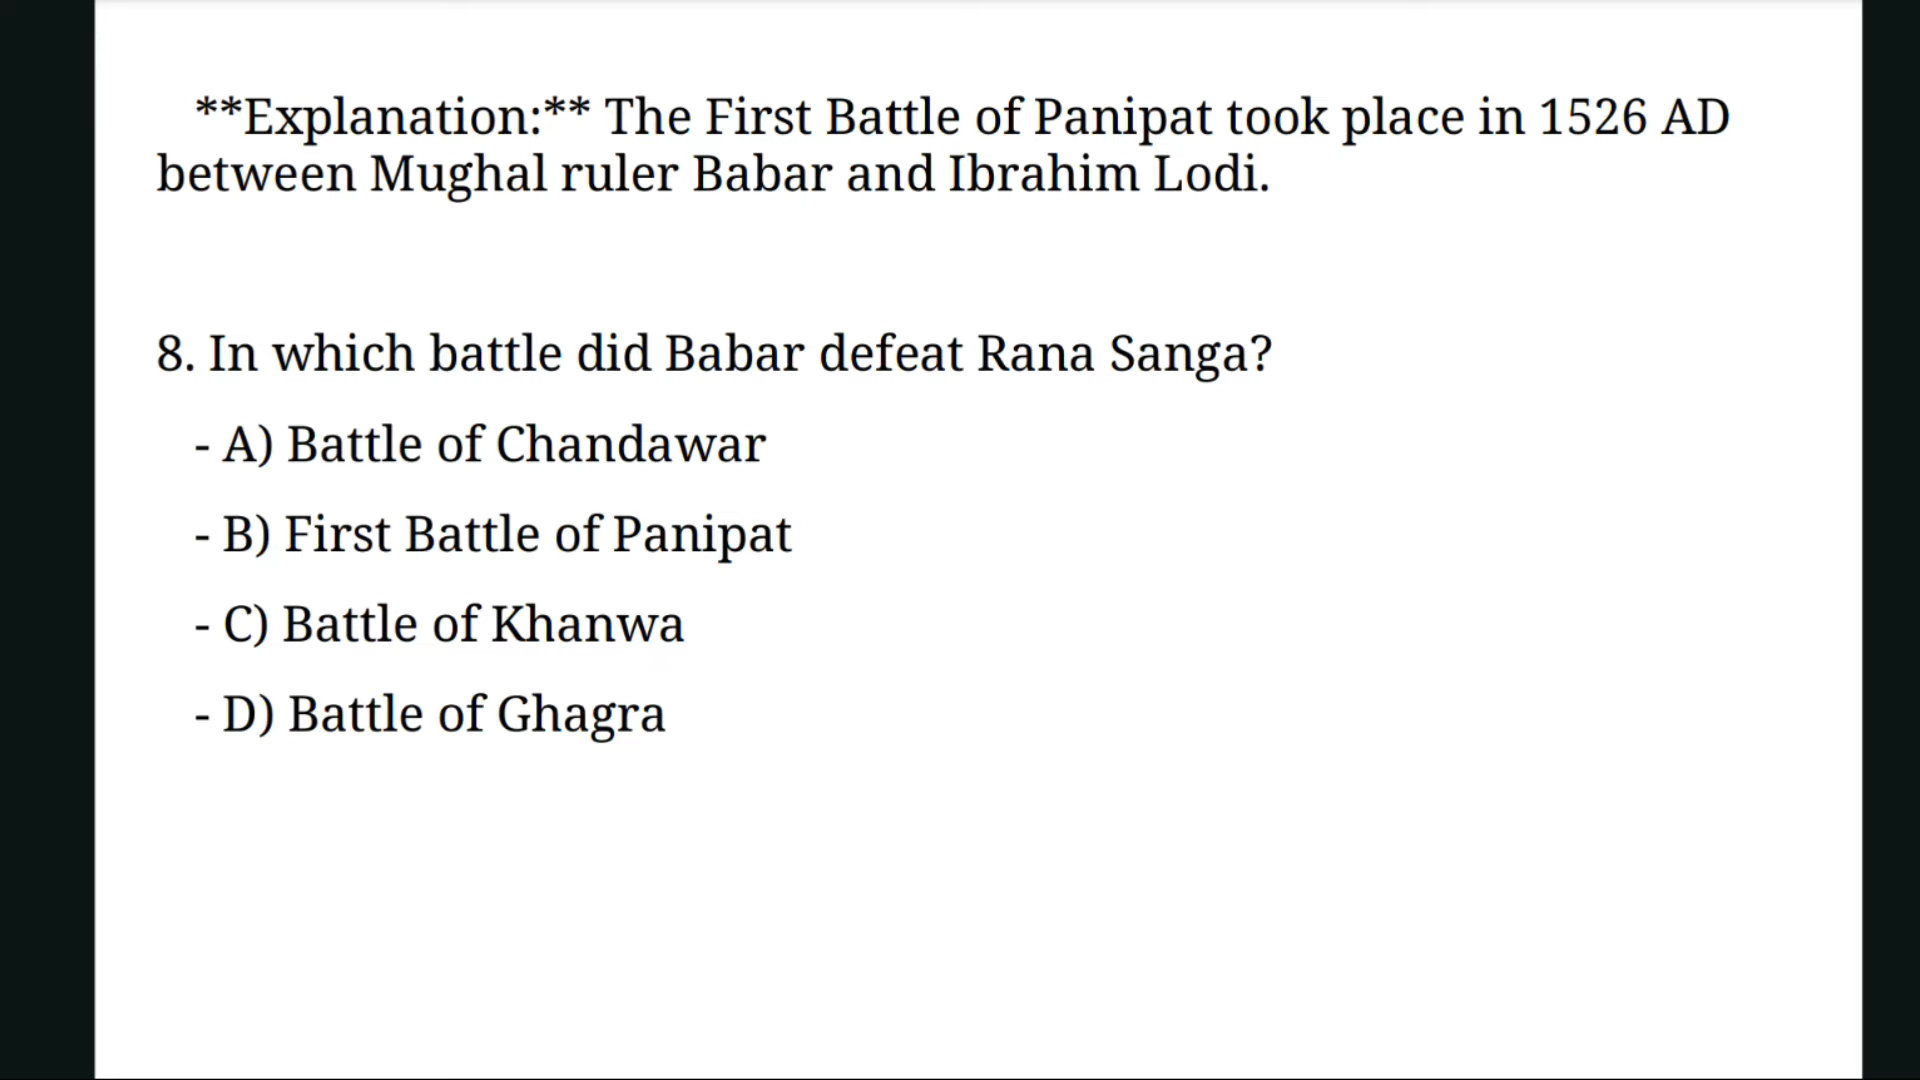 **Explanation:** The First Battle of Panipat took place in 1526 AD
between Mughal ruler Babar and Ibrahim Lodi.
8. In which battle did Babar defeat Rana Sanga?
- A) Battle of Chandawar
- B) First Battle of Panipat
- C) Battle of Khanwa
- D) Battle of Ghagra